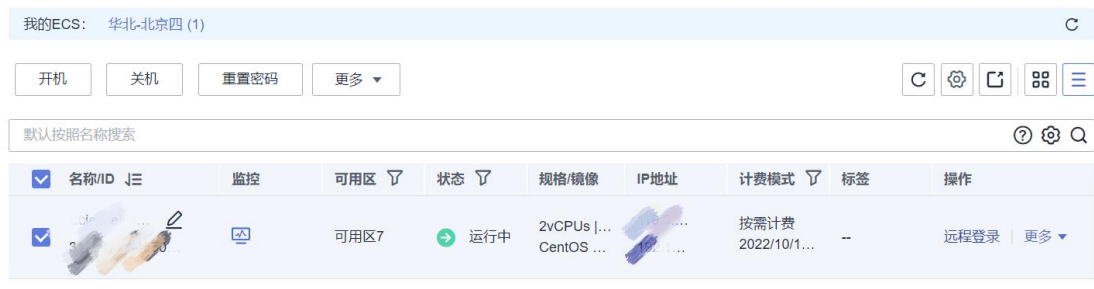 我的ECS： 华北-北京四 (1)
开机 关机 重置密码 更多
默认按照名称搜索
名称/ID 监控 可用区 状态 规格/镜像 IP地址 计费模式 标签 操作
可用区7 运行中 2vCPUs |... 按需计费 -- 远程登录 更多
CentOS ... 2022/10/1...